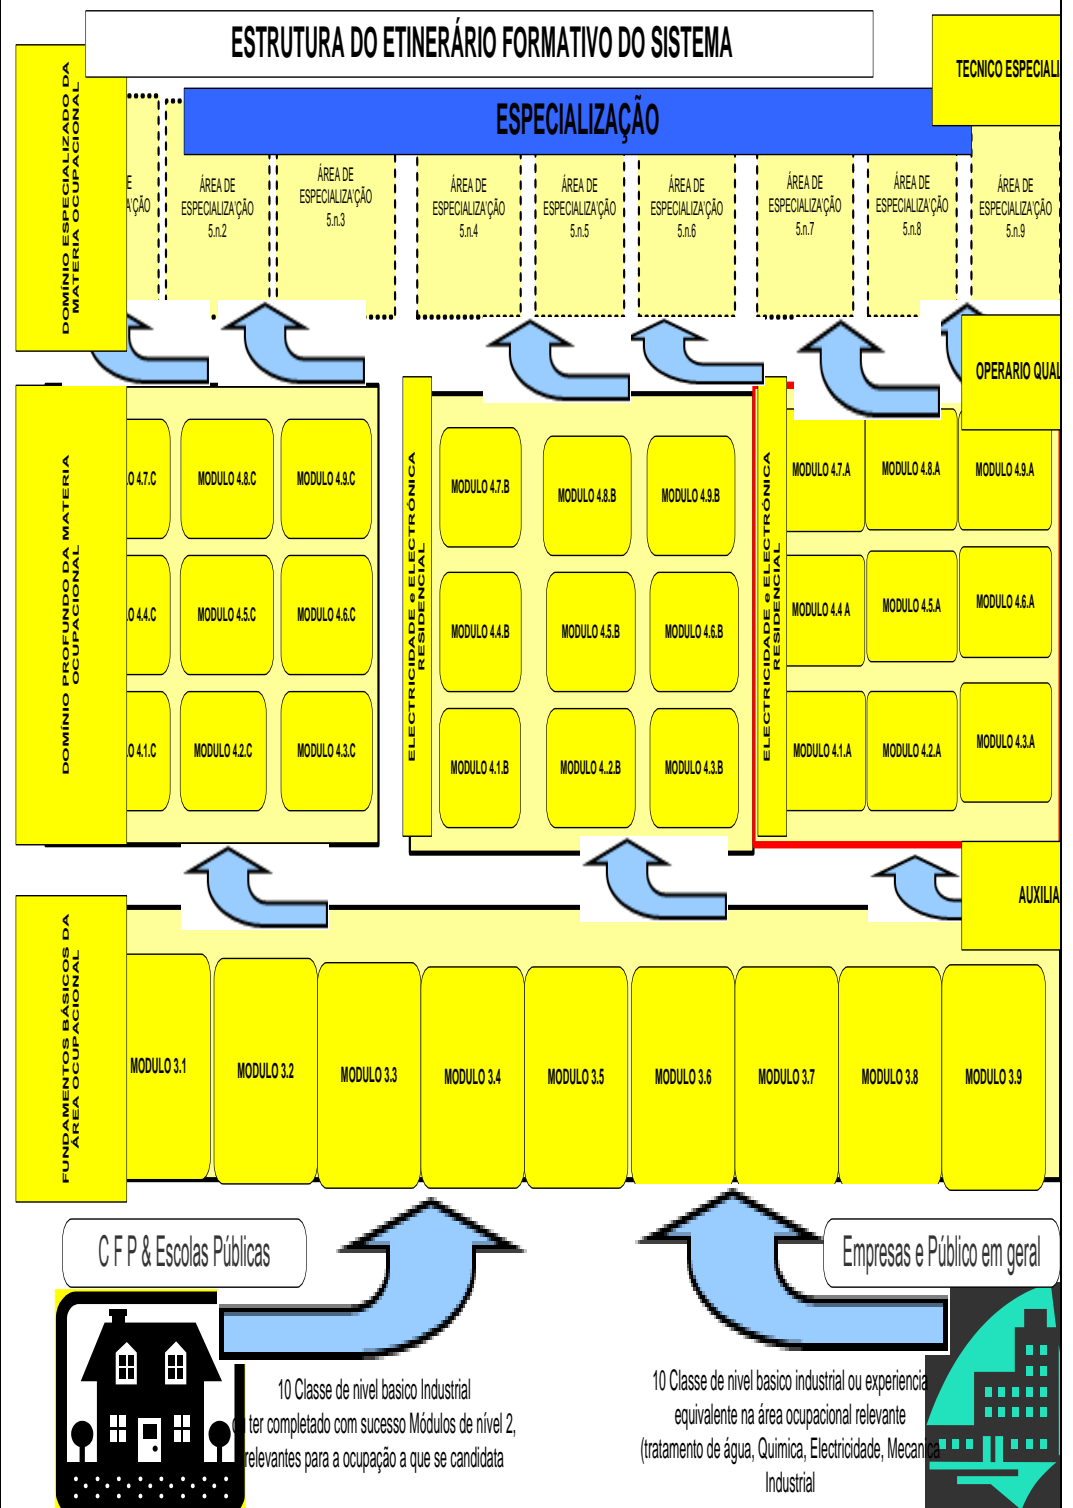 ESTRUTURA DO ETINERÁRIO FORMATIVO DO SISTEMA
TECNICO ESPECIALI
ESPECIALIZAÇÃO
DOMÍNIO ESPECIALIZADO DA
MATERIA OCUPACIONAL
E
A'ÇÃO
ÁREA DE
ESPECIALIZA'ÇÃO
5.n.2
ÁREA DE
ESPECIALIZA'ÇÃO
5.n.3
ÁREA DE
ESPECIALIZA'ÇÃO
5.n.4
ÁREA DE
ESPECIALIZA'ÇÃO
5.n.5
ÁREA DE
ESPECIALIZA'ÇÃO
5.n.6
ÁREA DE
ESPECIALIZA'ÇÃO
5.n.7
ÁREA DE
ESPECIALIZA'ÇÃO
5.n.8
ÁREA DE
ESPECIALIZA'ÇÃO
5.n.9
OPERARIO QUAL
DOMÍNIO PROFUNDO DA MATERIA
OCUPACIONAL
O 4.7.C
MODULO 4.8.C
MODULO 4.9.C
O 4.4.C
MODULO 4.5.C
MODULO 4.6.C
O 4.1.C
MODULO 4.2.C
MODULO 4.3.C
ELECTRICIDADE e ELECTRÓNICA
RESIDENCIAL
MODULO 4.7.B
MODULO 4.8.B
MODULO 4.9.B
MODULO 4.4.B
MODULO 4.5.B
MODULO 4.6.B
MODULO 4.1.B
MODULO 4..2.B
MODULO 4.3.B
ELECTRICIDADE e ELECTRÓNICA
RESIDENCIAL
MODULO 4.7.A
MODULO 4.8.A
MODULO 4.9.A
MODULO 4.4 A
MODULO 4.5.A
MODULO 4.6.A
MODULO 4.1.A
MODULO 4.2.A
MODULO 4.3.A
AUXILIA
FUNDAMENTOS BÁSICOS DA
ÁREA OCUPACIONAL
MODULO 3.1
MODULO 3.2
MODULO 3.3
MODULO 3.4
MODULO 3.5
MODULO 3.6
MODULO 3.7
MODULO 3.8
MODULO 3.9
C F P & Escolas Públicas
Empresas e Público em geral
10 Classe de nivel basico Industrial
ou ter completado com sucesso Módulos de nível 2,
relevantes para a ocupação a que se candidata
10 Classe de nivel basico industrial ou experiencia
equivalente na área ocupacional relevante
(tratamento de água, Quimica, Electricidade, Mecanica
Industrial